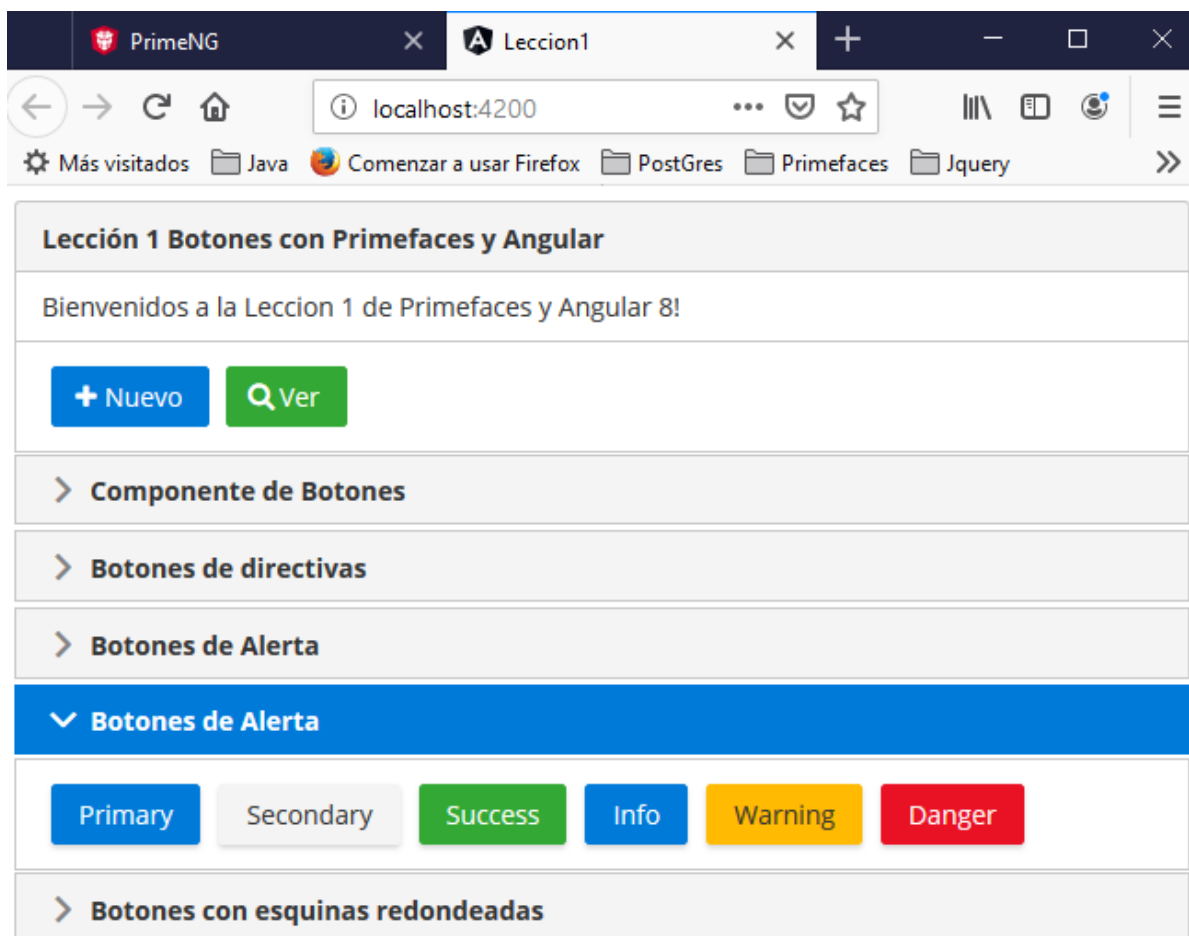 PrimeNG Leccion1
localhost:4200
Más visitados Java Comenzar a usar Firefox PostGres Primefaces Jquery
Lección 1 Botones con Primefaces y Angular
Bienvenidos a la Leccion 1 de Primefaces y Angular 8!
Nuevo Ver
Componente de Botones
Botones de directivas
Botones de Alerta
Botones de Alerta
Primary Secondary Success Info Warning Danger
Botones con esquinas redondeadas